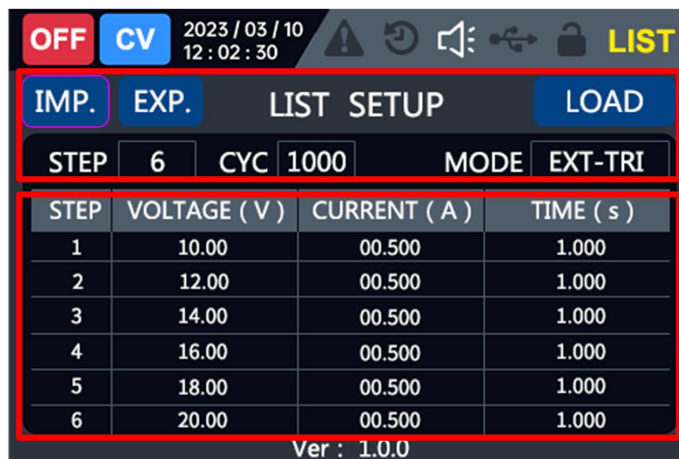 OFF CV 2023 / 03 / 10 LIST
12 : 02 : 30
IMP. EXP. LIST SETUP LOAD
STEP 6 CYC 1000 MODE EXT-TRI
STEP VOLTAGE ( V ) CURRENT ( A ) TIME ( s )
1 10.00 00.500 1.000
2 12.00 00.500 1.000
3 14.00 00.500 1.000
4 16.00 00.500 1.000
5 18.00 00.500 1.000
6 20.00 00.500 1.000
Ver : 1.0.0